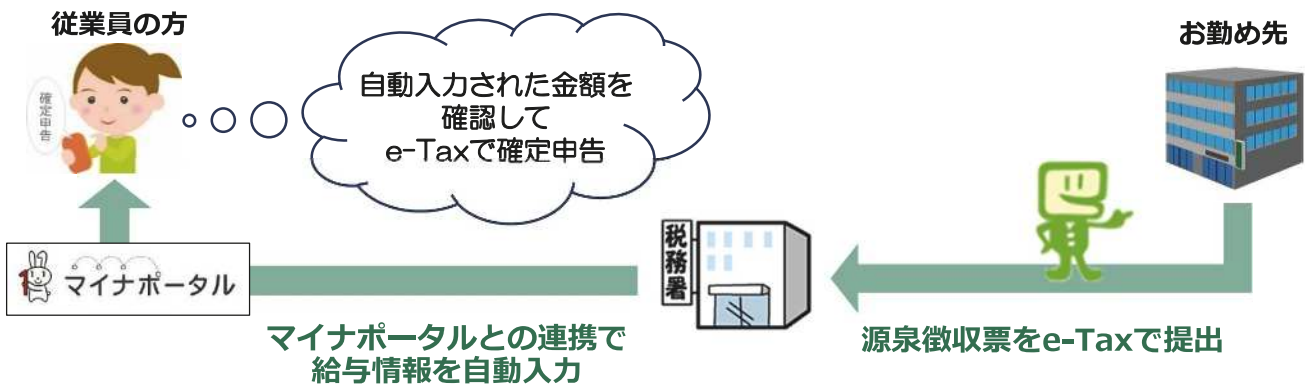 従業員の方
確定申告
自動入力された金額を
確認して
e-Taxで確定申告
お勤め先
税務署
マイナポータル
マイナポータルとの連携で
給与情報を自動入力
源泉徴収票をe-Taxで提出